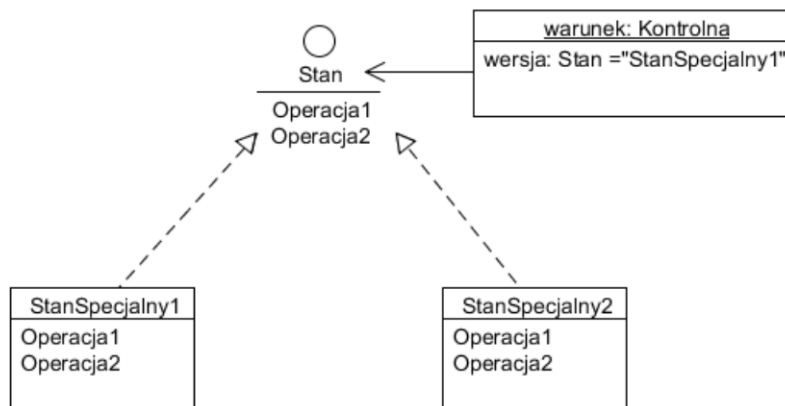 warunek: Kontrolna
wersja: Stan ="StanSpecjalny1"
Stan
Operacja1
Operacja2
StanSpecjalny1
Operacja1
Operacja2
StanSpecjalny2
Operacja1
Operacja2